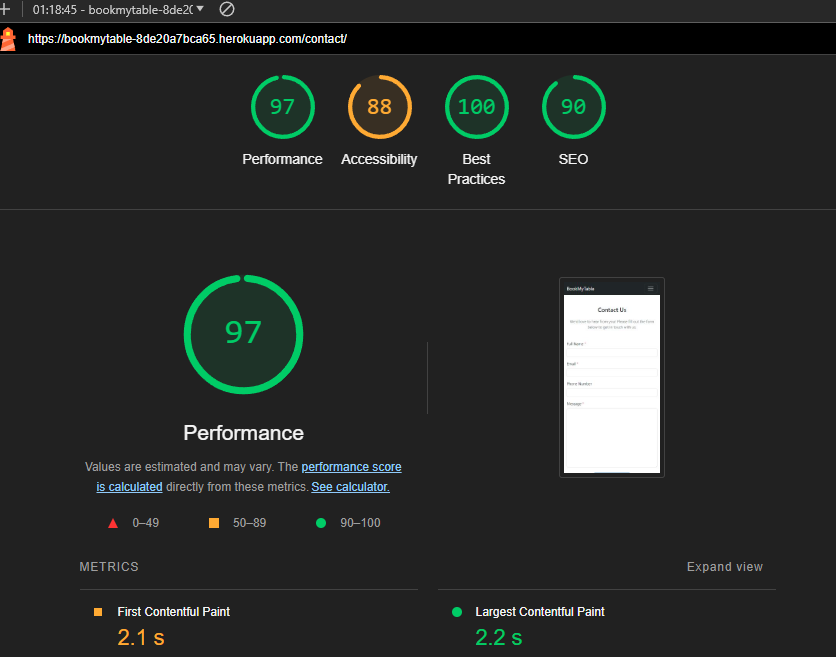 01:18:45 - bookmytable-8de20
https://bookmytable-8de20a7bca65.herokuapp.com/contact/
97
88
100
90
Performance
Accessibility
Best
Practices
SEO
97
Performance
Values are estimated and may vary. The performance score
is calculated directly from these metrics. See calculator.
0–49
50–89
90–100
BookMyTable
Contact Us
Full Name*
Email*
Phone Number
Message*
METRICS
Expand view
First Contentful Paint
2.1 s
Largest Contentful Paint
2.2 s